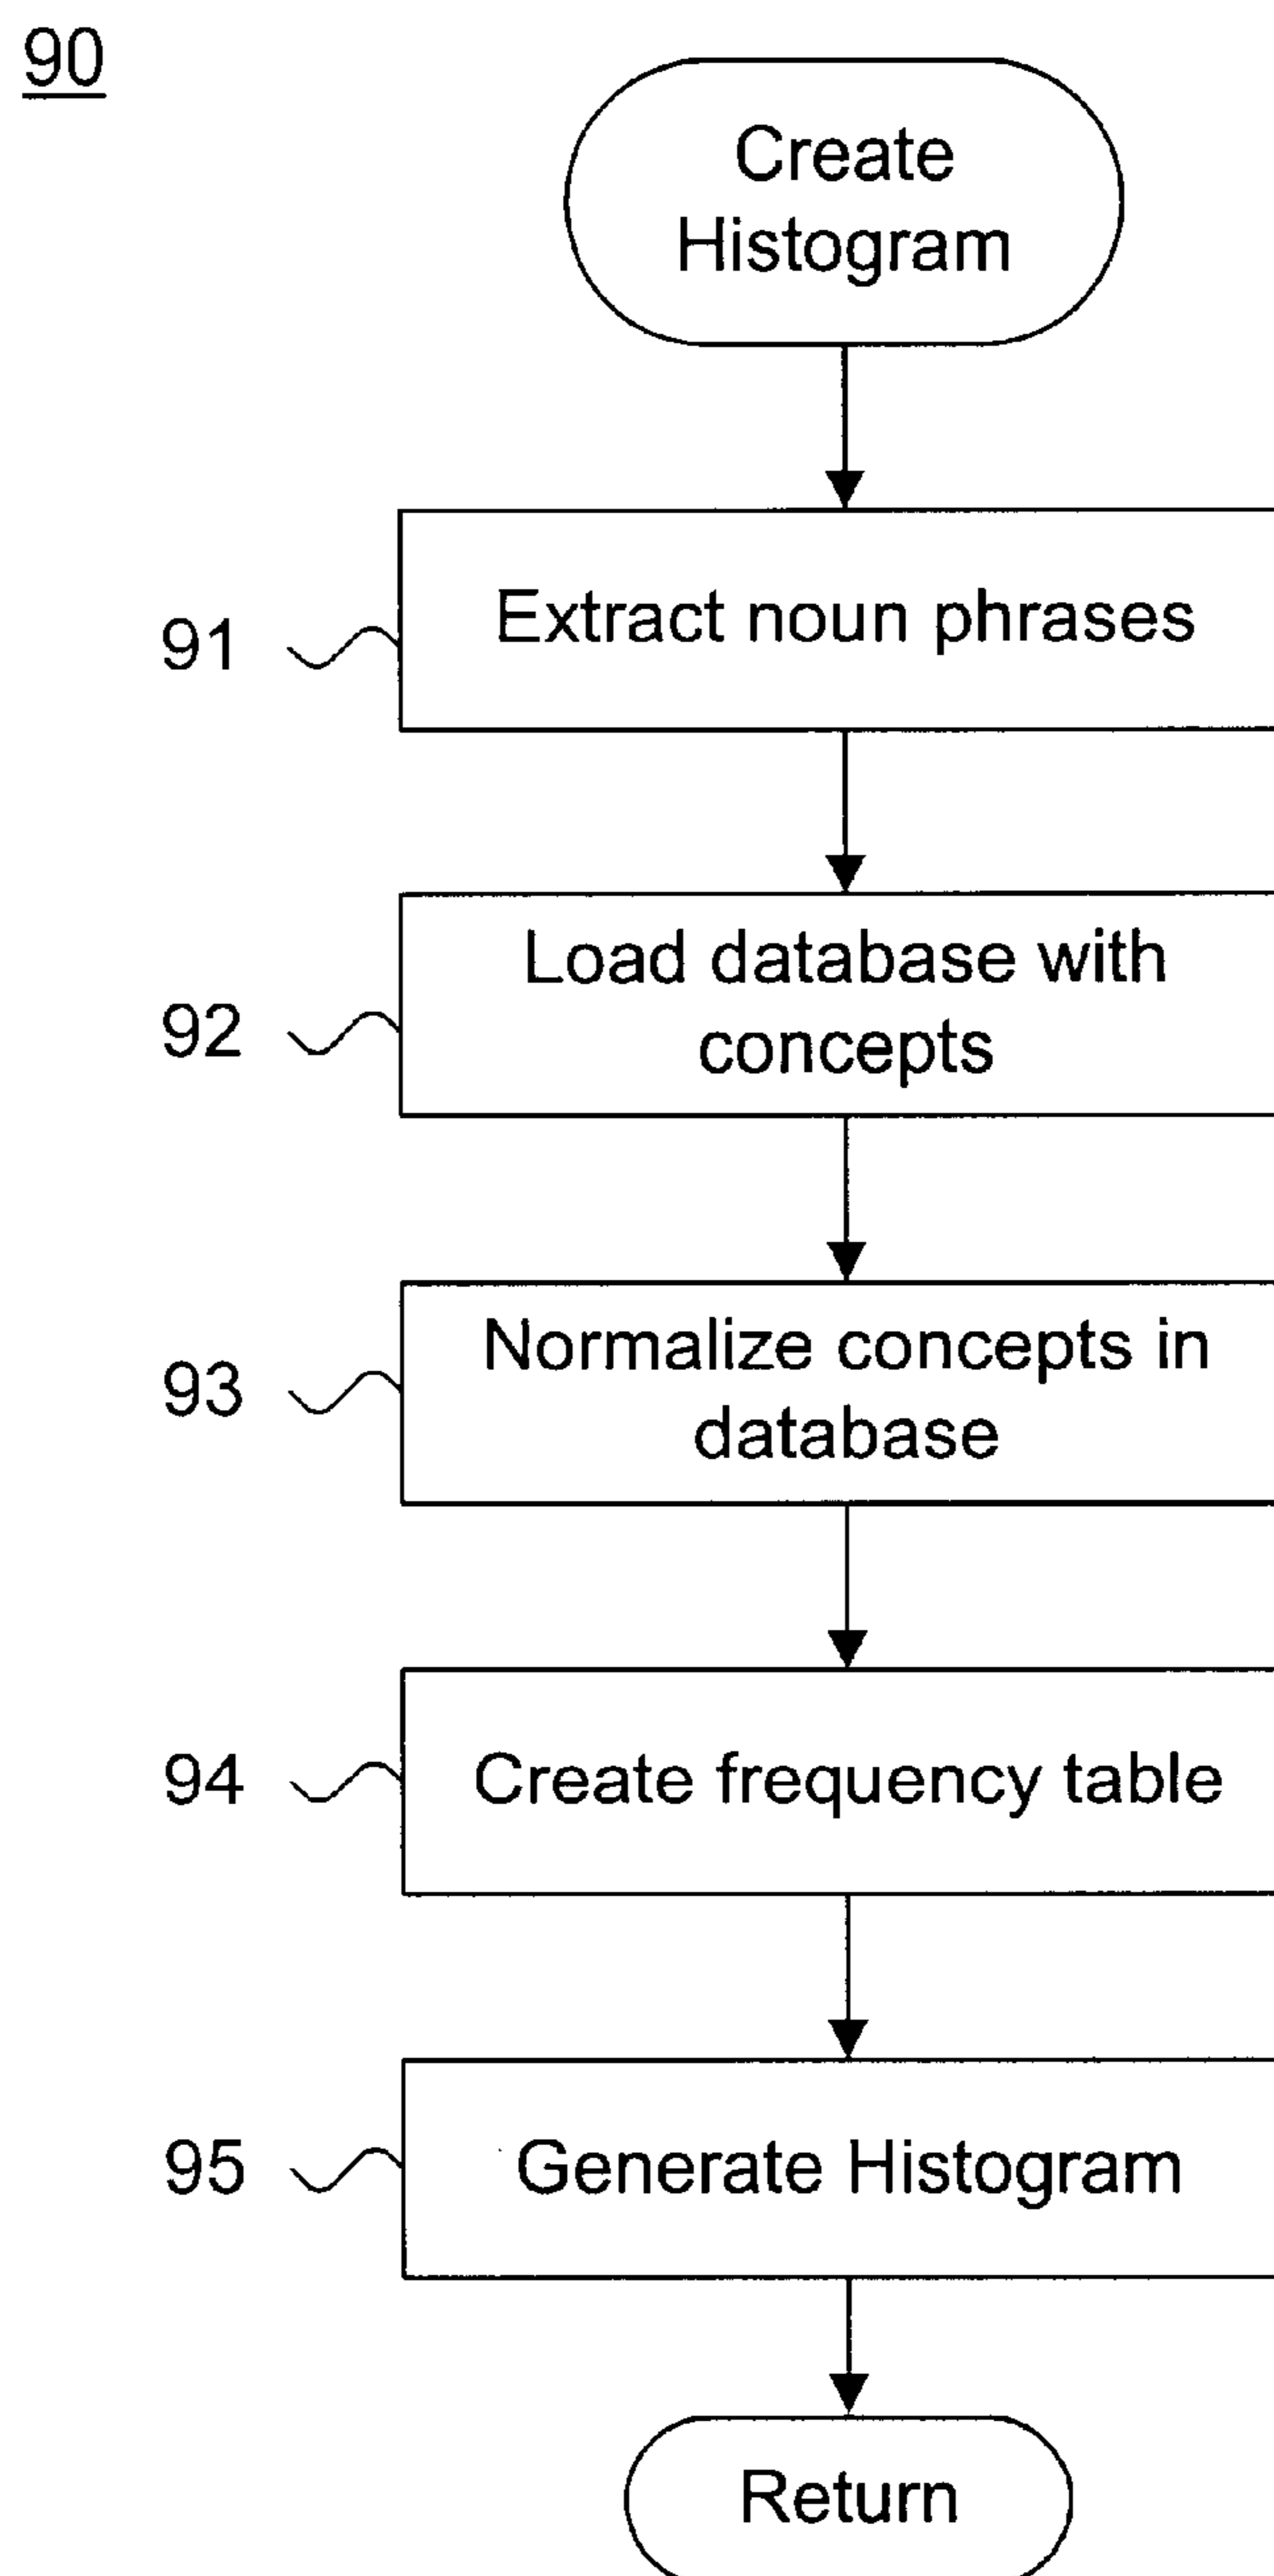 90
Create
Histogram
91
Extract noun phrases
92
Load database with
concepts
93
Normalize concepts in
database
94
Create frequency table
95
Generate Histogram
Return